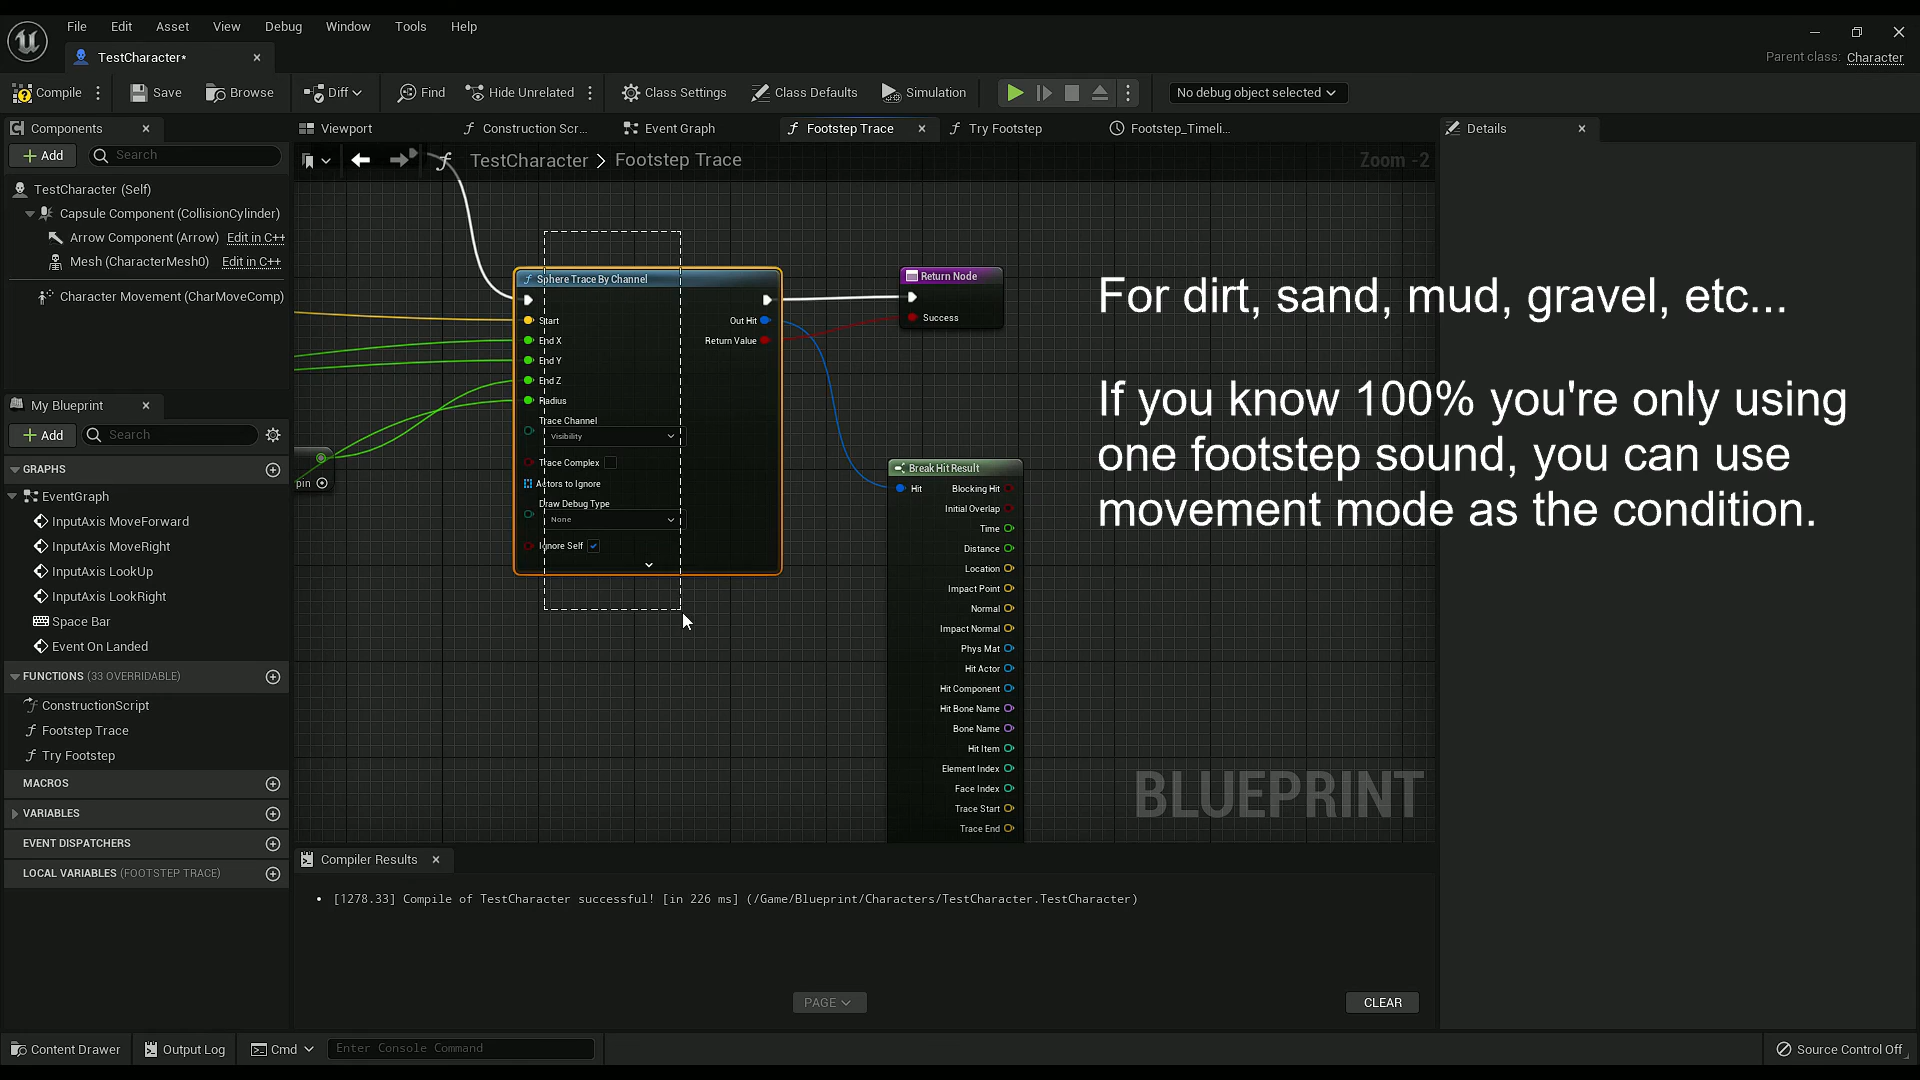 File Edit Asset View Debug Window Tools Help
TestCharacter*
Parent class: Character
Compile Save Browse Diff Find Hide Unrelated Class Settings Class Defaults Simulation No debug object selected
Components
Viewport Construction Scr... Event Graph Footstep Trace Try Footstep Footstep_Timeli...
Details
+ Add Search
TestCharacter > Footstep Trace
Zoom -2
TestCharacter (Self)
Capsule Component (CollisionCylinder)
Arrow Component (Arrow) Edit in C++
Mesh (CharacterMesh0) Edit in C++
Character Movement (CharMoveComp)
My Blueprint
+ Add Search
GRAPHS
EventGraph
InputAxis MoveForward
InputAxis MoveRight
InputAxis LookUp
InputAxis LookRight
Space Bar
Event On Landed
FUNCTIONS (33 OVERRIDABLE)
ConstructionScript
Footstep Trace
Try Footstep
MACROS
VARIABLES
EVENT DISPATCHERS
LOCAL VARIABLES (FOOTSTEP TRACE)
pin
Sphere Trace By Channel
Start
Out Hit
End X
Return Value
End Y
End Z
Radius
Trace Channel
Visibility
Trace Complex
Actors to Ignore
Draw Debug Type
None
Ignore Self
Return Node
Success
Break Hit Result
Hit Blocking Hit
Initial Overlap
Time
Distance
Location
Impact Point
Normal
Impact Normal
Phys Mat
Hit Actor
Hit Component
Hit Bone Name
Bone Name
Hit Item
Element Index
Face Index
Trace Start
Trace End
For dirt, sand, mud, gravel, etc...
If you know 100% you're only using
one footstep sound, you can use
movement mode as the condition.
BLUEPRINT
Compiler Results
[1278.33] Compile of TestCharacter successful! [in 226 ms] (/Game/Blueprint/Characters/TestCharacter.TestCharacter)
PAGE
CLEAR
Content Drawer Output Log Cmd Enter Console Command
Source Control Off